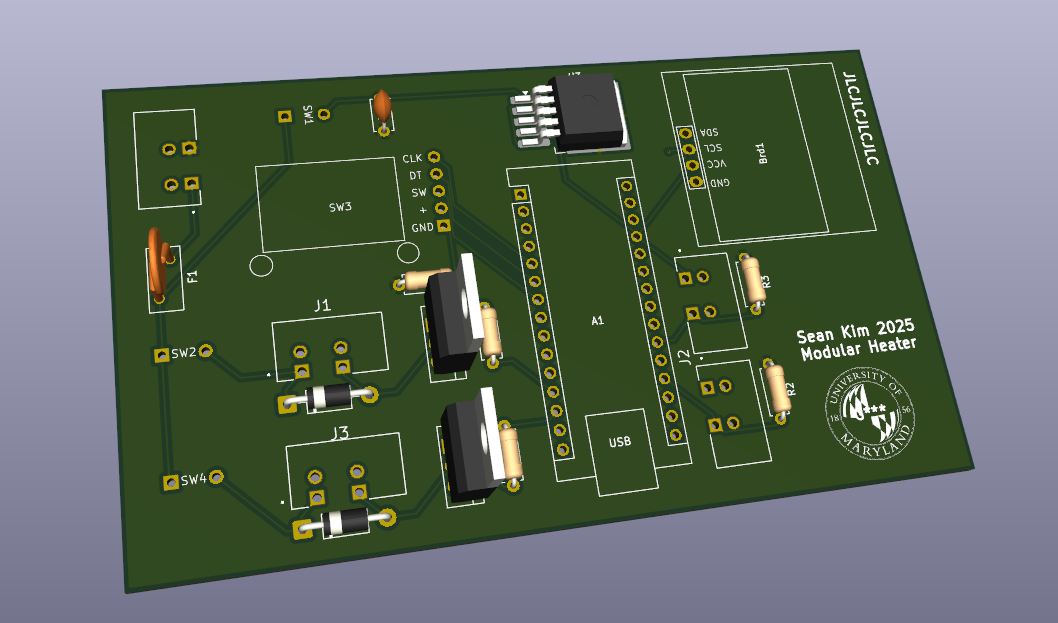 SW1
JLCJLCJLCJLC
SDA
SCL
VCC
GND
Brd1
CLK
DT
SW
+
GND
SW3
F1
J1
A1
R3
Sean Kim 2025
Modular Heater
SW2
J2
R2
UNIVERSITY OF
18 56
MARYLAND
J3
USB
SW4